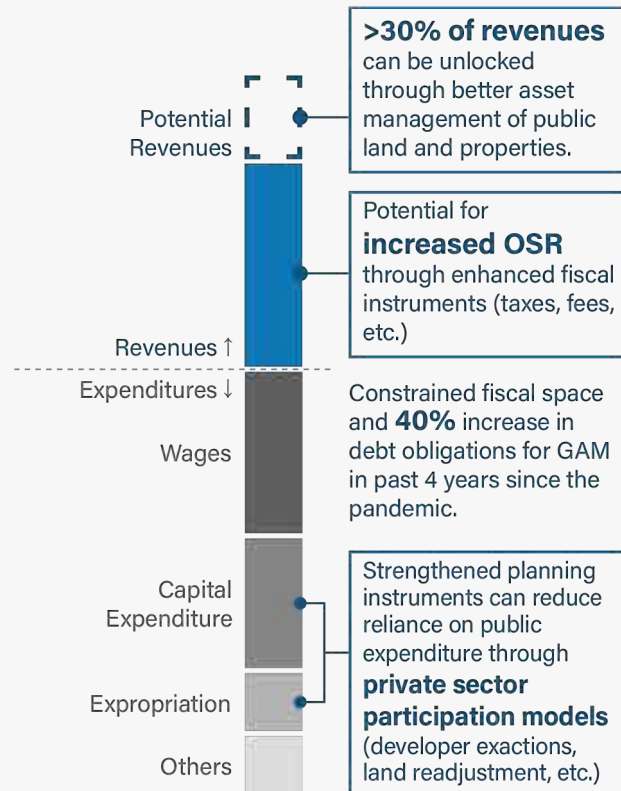 >30% of revenues
can be unlocked
through better asset
management of public
land and properties.
Potential
Revenues
Potential for
increased OSR
through enhanced fiscal
instruments (taxes, fees,
etc.)
Revenues ↑
Expenditures ↓
Constrained fiscal space
and 40% increase in
debt obligations for GAM
in past 4 years since the
pandemic.
Wages
Capital
Expenditure
Expropriation
Others
Strengthened planning
instruments can reduce
reliance on public
expenditure through
private sector
participation models
(developer exactions,
land readjustment, etc.)